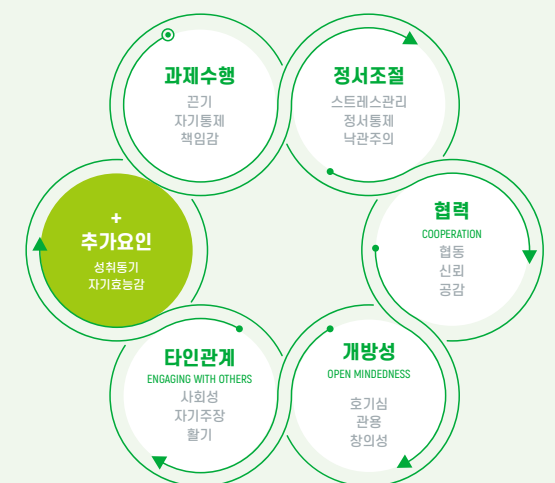 과제수행
끈기
자기통제
책임감
정서조절
스트레스관리
정서통제
낙관주의
+
추가요인
성취동기
자기효능감
협력
COOPERATION
협동
신뢰
공감
타인관계
ENGAGING WITH OTHERS
사회성
자기주장
활기
개방성
OPEN MINDEDNESS
호기심
관용
창의성